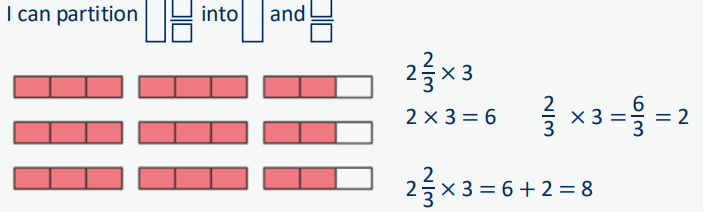 I can partition □ □/□ into □ and □/□
2 2/3 × 3
2 × 3 = 6    2/3 × 3 = 6/3 = 2
2 2/3 × 3 = 6 + 2 = 8